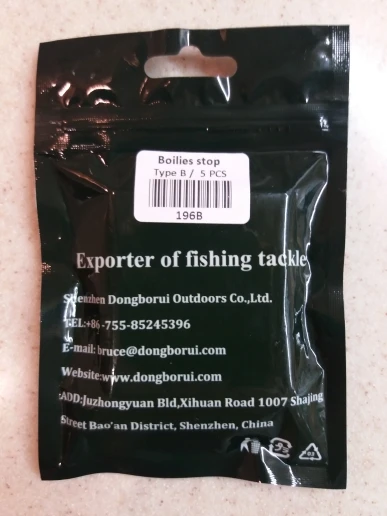 Boilies stop
Type B / 5 PCS
196B
Exporter of fishing tackle
Shenzhen Dongborui Outdoors Co.,Ltd.
TEL:+86-755-85245396
E-mail:bruce@dongborui.com
Website:www.dongborui.com
:ADD:Juzhongyuan Bld,Xihuan Road 1007 Shajing
Street Bao'an District, Shenzhen, China